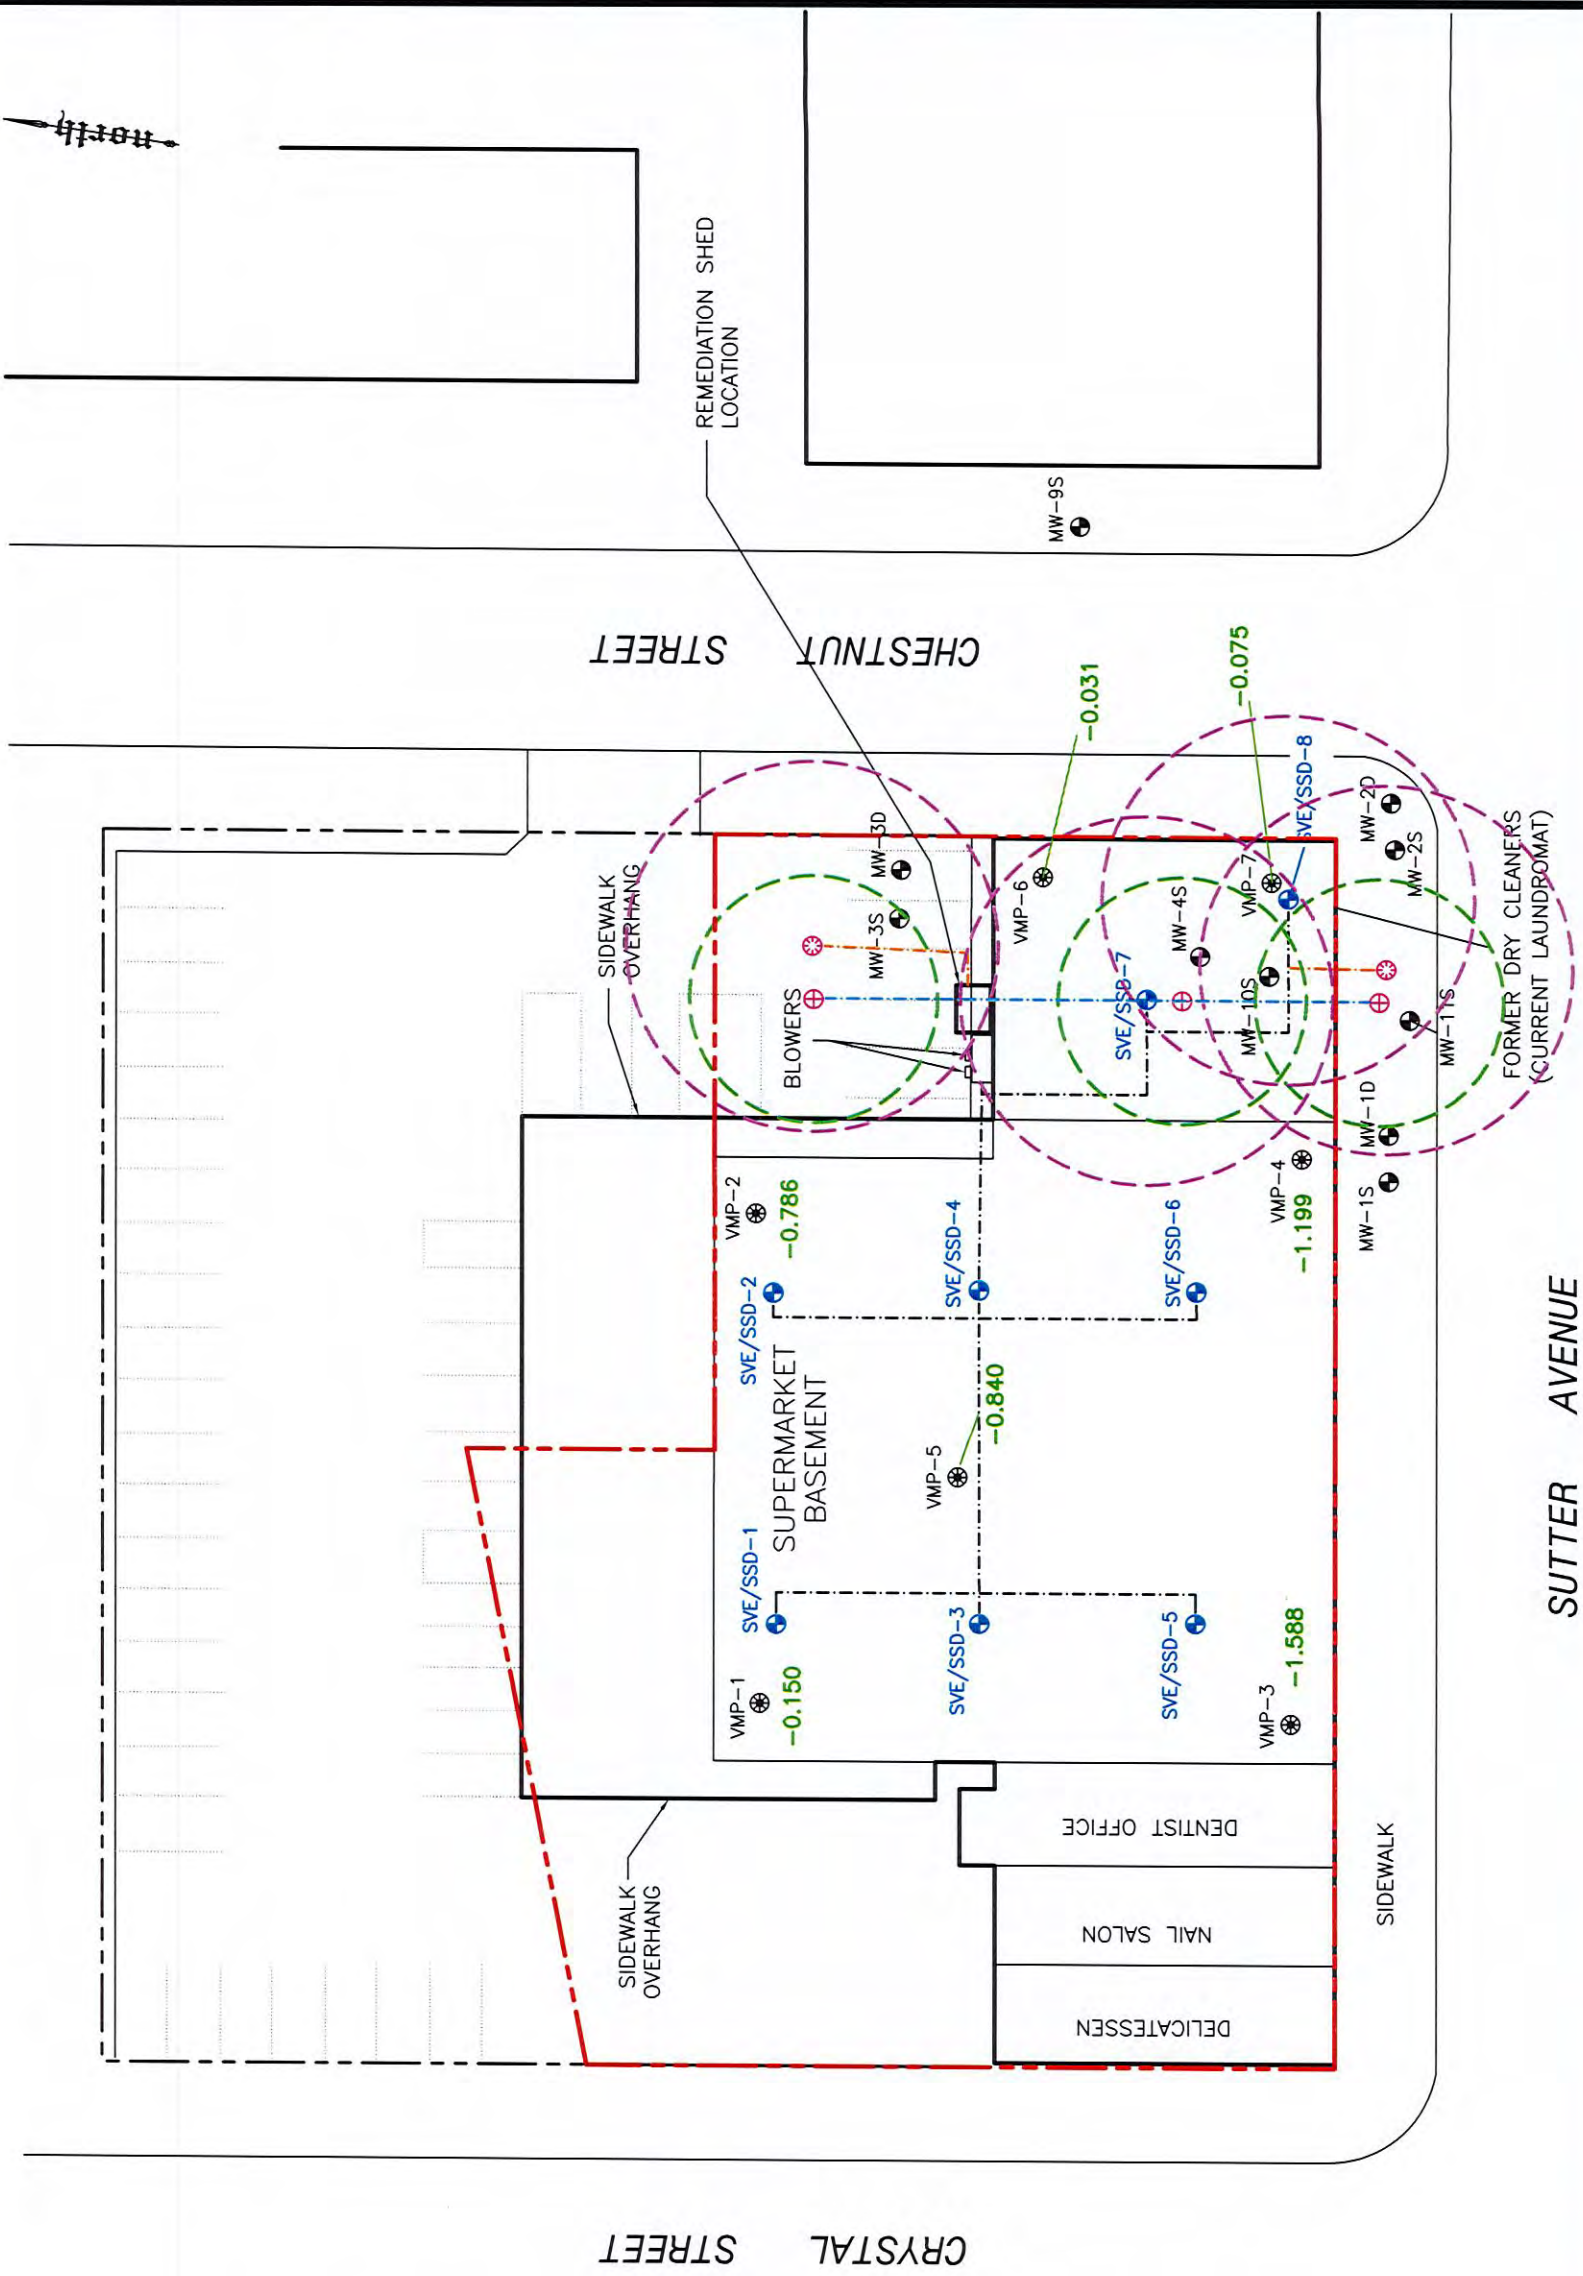 north
REMEDIATION SHED
LOCATION
MW-9S
CHESTNUT STREET
-0.031
-0.075
SIDEWALK
OVERHANG
MW-3D
MW-3S
BLOWERS
VMP-6
SVE/SSD-7
MW-4S
VMP-7
MW-10S
SVE/SSD-8
MW-2D
MW-2S
MW-11S
FORMER DRY CLEANERS
(CURRENT LAUNDROMAT)
MW-1D
MW-1S
VMP-2
-0.786
SVE/SSD-2
SVE/SSD-4
SVE/SSD-6
VMP-4
-1.199
SUPERMARKET
BASEMENT
VMP-5
-0.840
SVE/SSD-1
SVE/SSD-3
SVE/SSD-5
VMP-1
-0.150
VMP-3
-1.588
SIDEWALK
OVERHANG
DENTIST OFFICE
NAIL SALON
DELICATESSEN
SIDEWALK
SUTTER AVENUE
CRYSTAL STREET